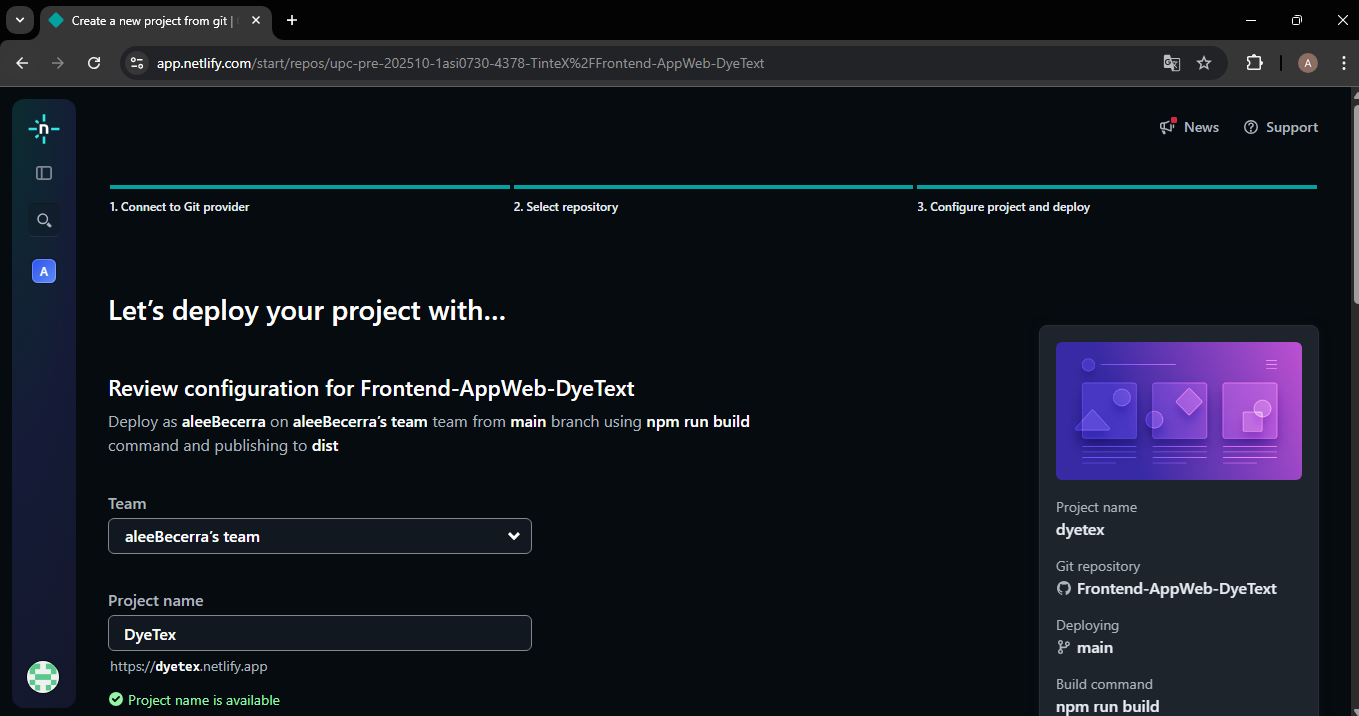 Create a new project from git |
app.netlify.com/start/repos/upc-pre-202510-1asi0730-4378-TinteX%2FFrontend-AppWeb-DyeText
A
n
News
Support
A
1. Connect to Git provider
2. Select repository
3. Configure project and deploy
Let's deploy your project with…
Review configuration for Frontend-AppWeb-DyeText
Deploy as aleeBecerra on aleeBecerra's team team from main branch using npm run build
command and publishing to dist
Team
aleeBecerra's team
Project name
DyeTex
https://dyetex.netlify.app
Project name is available
Project name
dyetex
Git repository
Frontend-AppWeb-DyeText
Deploying
main
Build command
npm run build